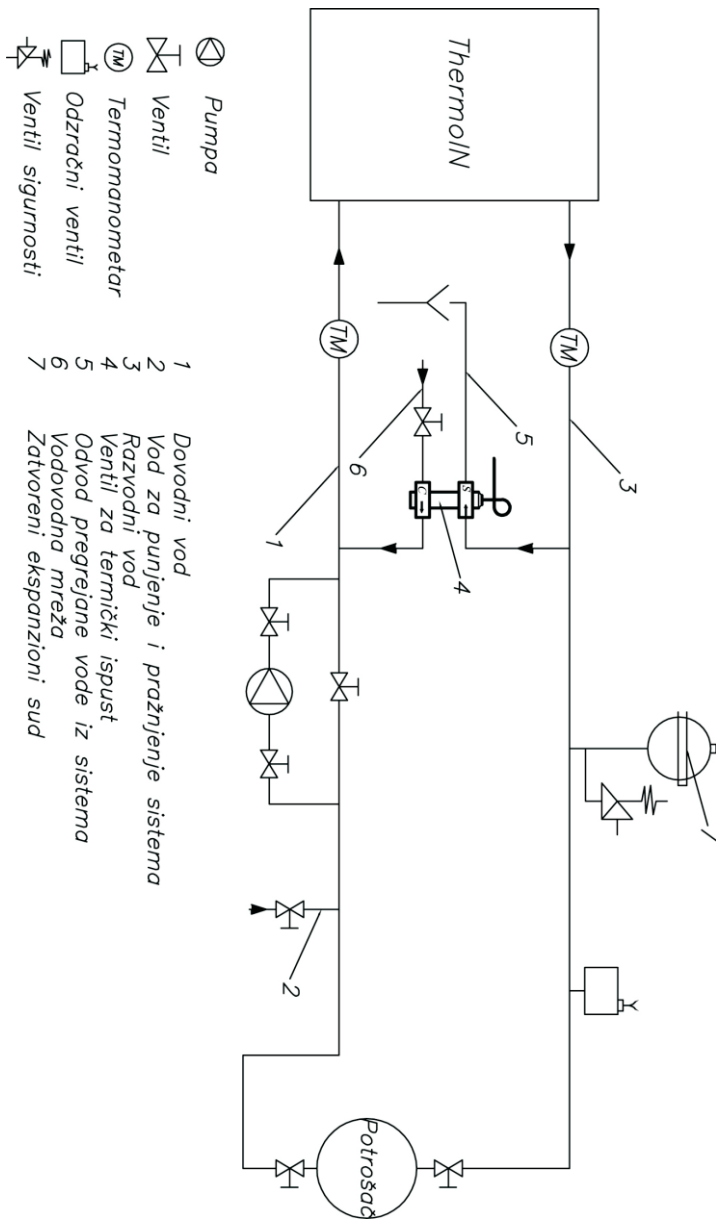 ThermoIN
TM
TM
3
5
6
1
4
C
S
7
2
Potrošač
Pumpa
Ventil
TM Termomanometar
Odzračni ventil
Ventil sigurnosti
1 Dovodni vod
2 Vod za punjenje i pražnjenje sistema
3 Razvodni vod
4 Ventil za termički ispust
5 Odvod pregrejane vode iz sistema
6 Vodovodna mreža
7 Zatvoreni ekspanzioni sud